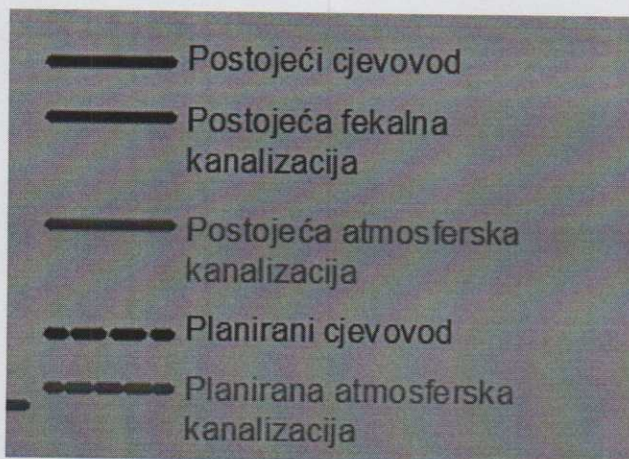 Postojeći cjevovod
Postojeća fekalna
kanalizacija
Postojeća atmosferska
kanalizacija
Planirani cjevovod
Planirana atmosferska
kanalizacija